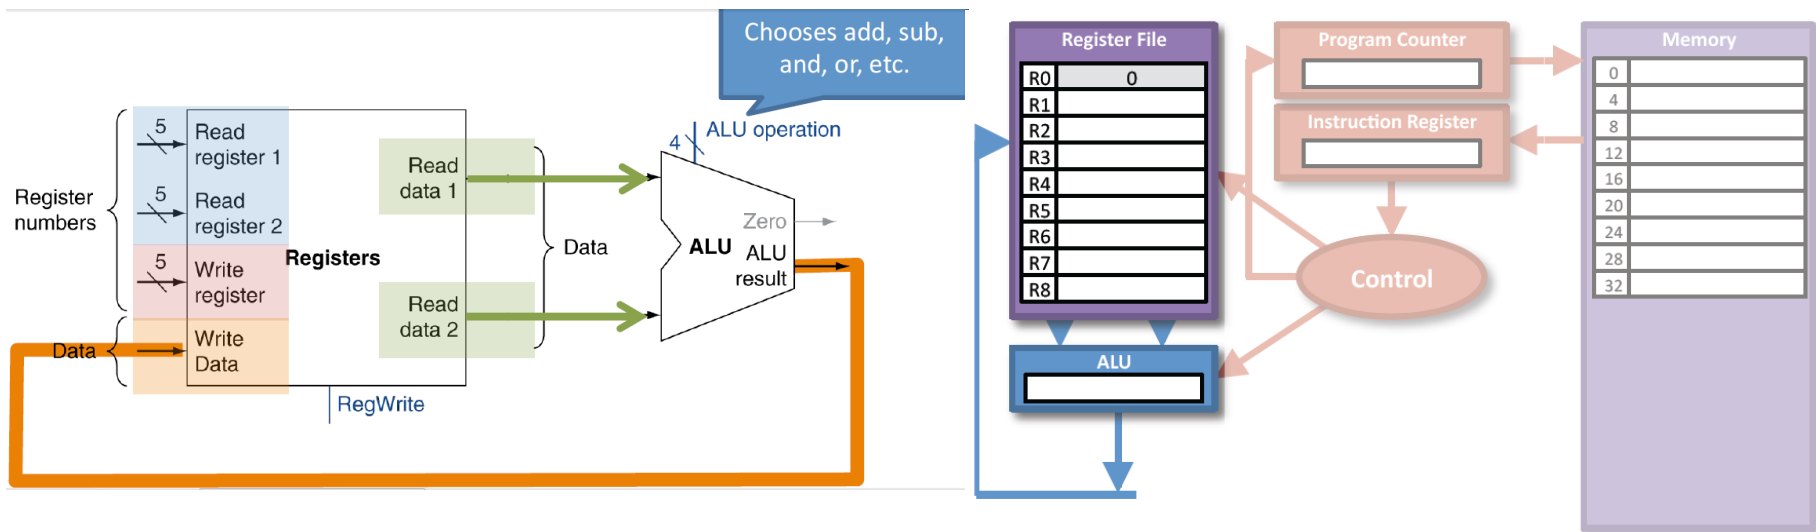 Chooses add, sub,
and, or, etc.
5
Read
register 1
5
Read
register 2
Register
numbers
5
Write
register
Registers
Data
Write
Data
RegWrite
Read
data 1
Read
data 2
Data
4
ALU operation
Zero
ALU
ALU
result
Register File
R0 0
R1
R2
R3
R4
R5
R6
R7
R8
ALU
Program Counter
Instruction Register
Control
Memory
0
4
8
12
16
20
24
28
32